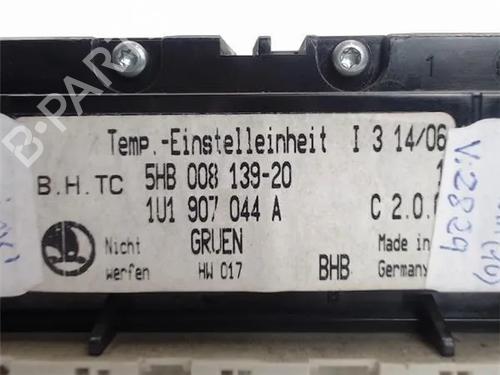 Temp.-Einstelleinheit I 3 14/06
B.H.TC 5HB 008 139-20 1
1U1 907 044 A C 2.0.
Nicht GRUEN Made in
werfen HW 017 BHB Germany
V:2829
1